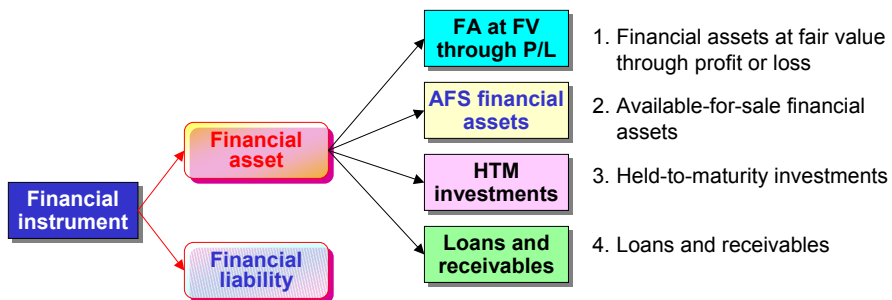 FA at FV
through P/L
1. Financial assets at fair value
through profit or loss
AFS financial
assets
2. Available-for-sale financial
assets
Financial
asset
HTM
investments
3. Held-to-maturity investments
Financial
instrument
Loans and
receivables
4. Loans and receivables
Financial
liability